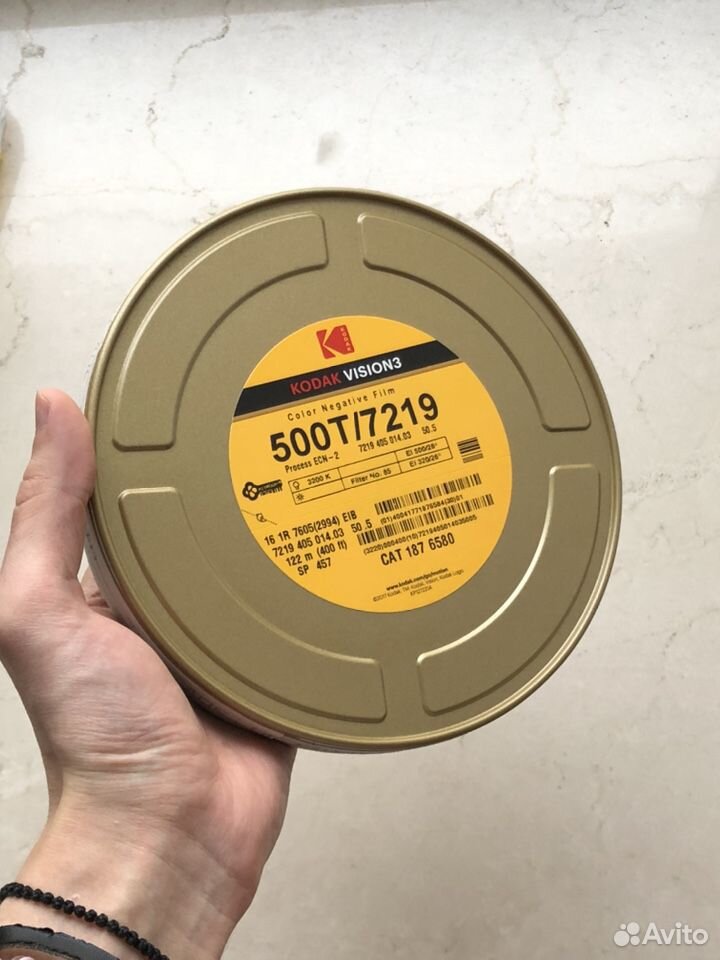 KODAK
KODAK VISION3
Color Negative Film
500T/7219
Process ECN-2 7219 405 014.03 50.5
3200 K EI 500/28°
Filter No. 85 EI 320/26°
16 1R 7605(2994) EIB
7219 405 014.03 50.5
122 m (400 ft)
SP 457
CAT 187 6580
www.kodak.com/go/motion
Avito